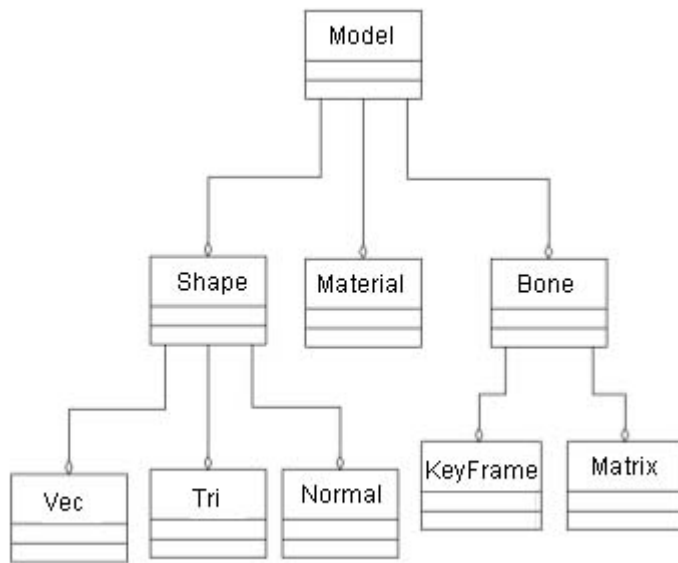 Model
Shape
Material
Bone
Vec
Tri
Normal
KeyFrame
Matrix